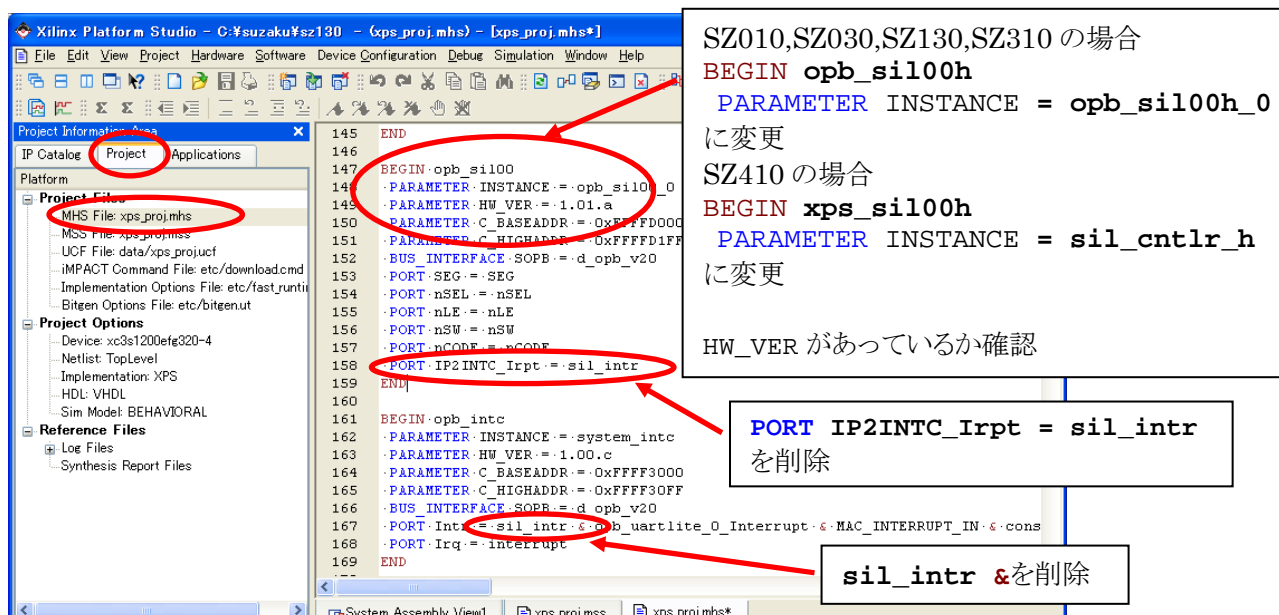 Xilinx Platform Studio - C:¥suzaku¥sz130 - (xps_proj.mhs) - [xps_proj.mhs*]
File Edit View Project Hardware Software Device Configuration Debug Simulation Window Help
Project Information Area
IP Catalog Project Applications
Platform
Project Files
MHS File: xps_proj.mhs
MSS File: xps_proj.mss
UCF File: data/xps_proj.ucf
iMPACT Command File: etc/download.cmd
Implementation Options File: etc/fast_runti
Bitgen Options File: etc/bitgen.ut
Project Options
Device: xc3s1200efg320-4
Netlist: TopLevel
Implementation: XPS
HDL: VHDL
Sim Model: BEHAVIORAL
Reference Files
Log Files
Synthesis Report Files
145 END
146
147 BEGIN opb_sil00
148 PARAMETER INSTANCE = opb_sil00_0
149 PARAMETER HW_VER = 1.01.a
150 PARAMETER C_BASEADDR = 0xFFFFD000
151 PARAMETER C_HIGHADDR = 0xFFFFD1FF
152 BUS_INTERFACE SOPB = d_opb_v20
153 PORT SEG = SEG
154 PORT nSEL = nSEL
155 PORT nLE = nLE
156 PORT nSW = nSW
157 PORT nCODE = nCODE
158 PORT IP2INTC_Irpt = sil_intr
159 END
160
161 BEGIN opb_intc
162 PARAMETER INSTANCE = system_intc
163 PARAMETER HW_VER = 1.00.c
164 PARAMETER C_BASEADDR = 0xFFFF3000
165 PARAMETER C_HIGHADDR = 0xFFFF30FF
166 BUS_INTERFACE SOPB = d_opb_v20
167 PORT Intr = sil_intr & opb_uartlite_0_Interrupt & MAC_INTERRUPT_IN & cons
168 PORT Irq = interrupt
169 END
System Assembly View1 xps_proj.mss xps_proj.mhs*
SZ010,SZ030,SZ130,SZ310 の場合
BEGIN opb_sil00h
PARAMETER INSTANCE = opb_sil00h_0
に変更
SZ410 の場合
BEGIN xps_sil00h
PARAMETER INSTANCE = sil_cntlr_h
に変更
HW_VER があっているか確認
PORT IP2INTC_Irpt = sil_intr
を削除
sil_intr &を削除